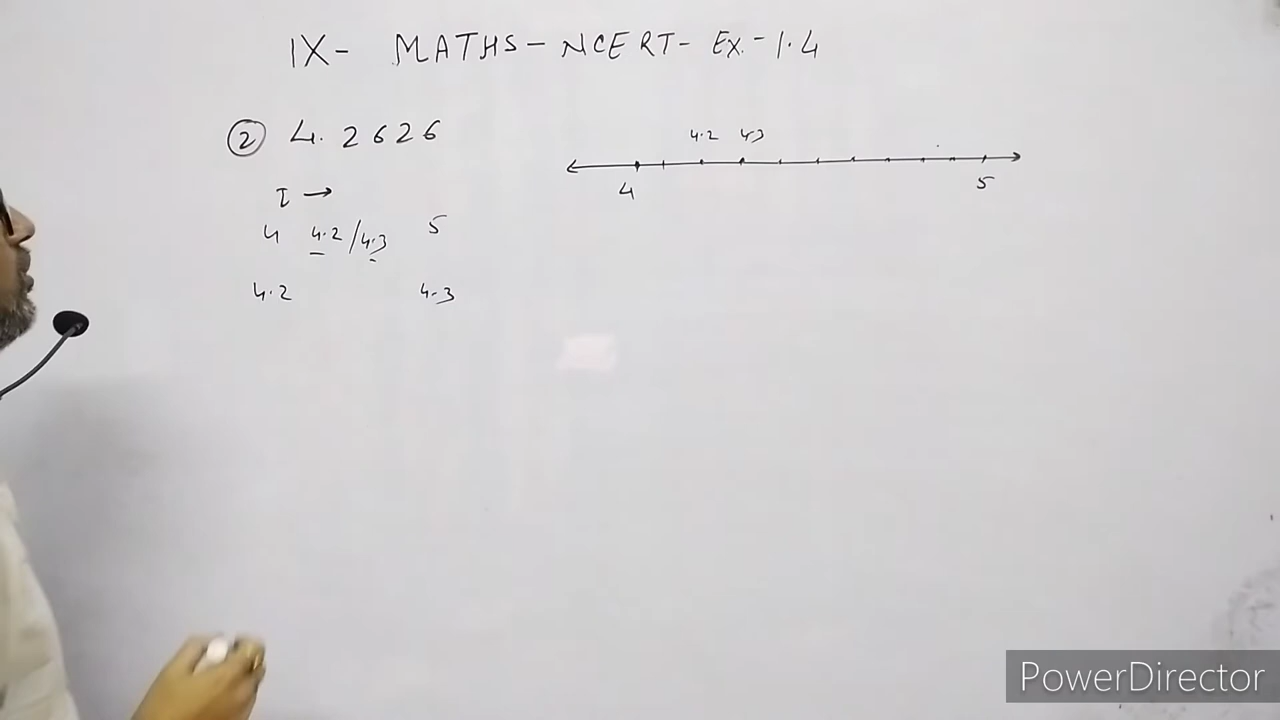 IX- MATHS- NCERT- EX.- 1.4
② 4.2626
4.2 4.3
4 5
I →
4 4.2/4.3 5
4.2 4.3
PowerDirector